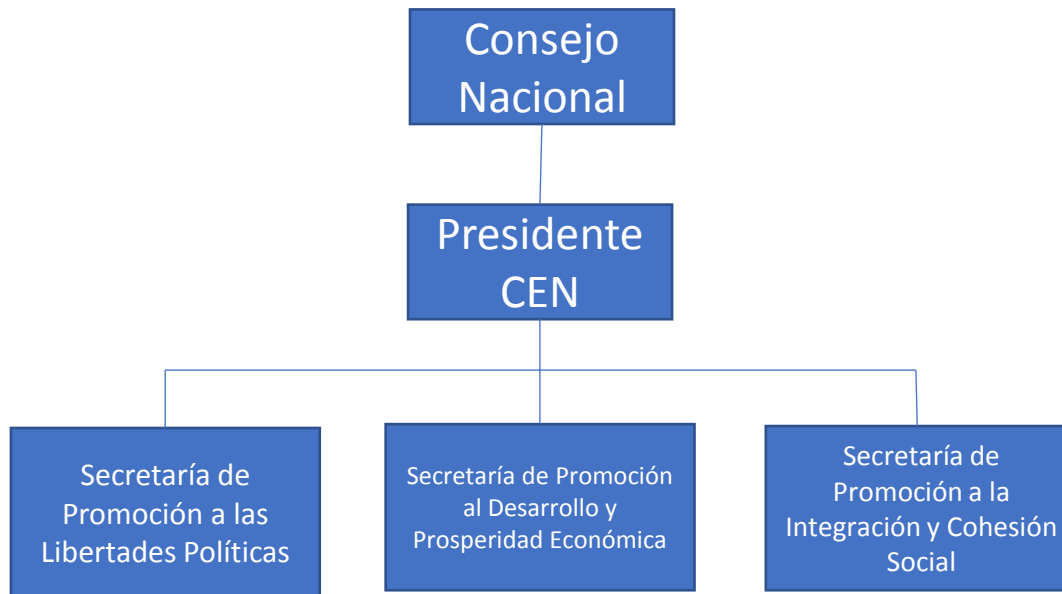 Consejo
Nacional
Presidente
CEN
Secretaría de
Promoción a las
Libertades Políticas
Secretaría de Promoción
al Desarrollo y
Prosperidad Económica
Secretaría de
Promoción a la
Integración y Cohesión
Social